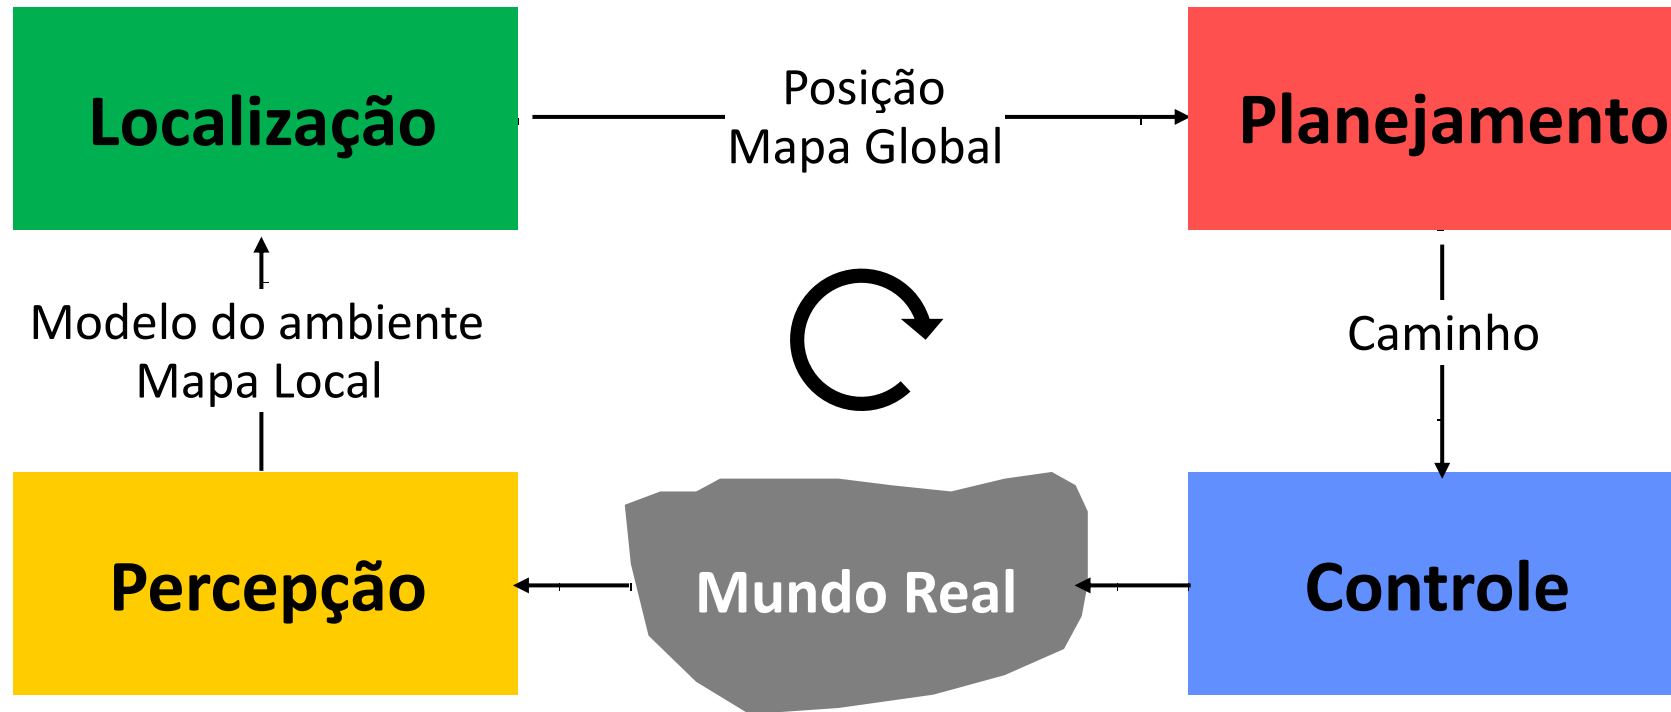 Localização
Posição
Mapa Global
Planejamento
Modelo do ambiente
Mapa Local
Caminho
Percepção
Mundo Real
Controle